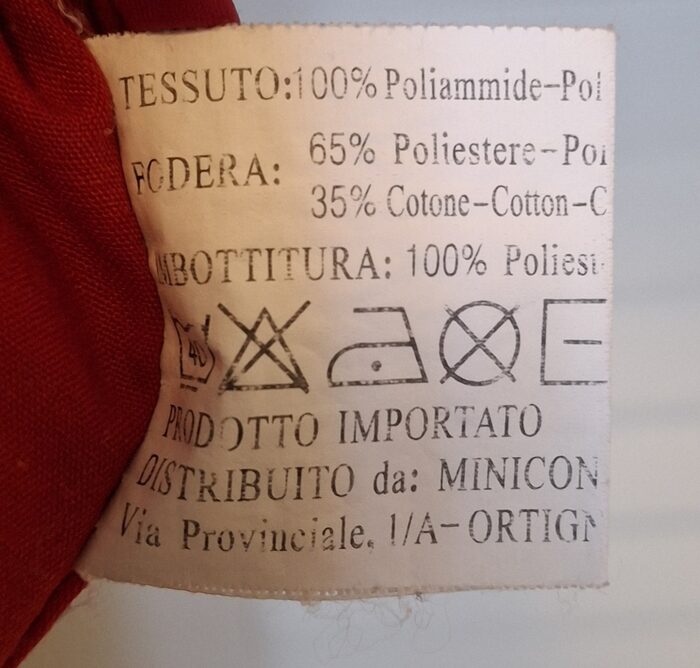 TESSUTO: 100% Poliammide-Pol
FODERA: 65% Poliestere-Pol
35% Cotone-Cotton-C
IMBOTTITURA: 100% Poliest
40
PRODOTTO IMPORTATO
DISTRIBUITO da: MINICON
Via Provinciale, 1/A-ORTIGN